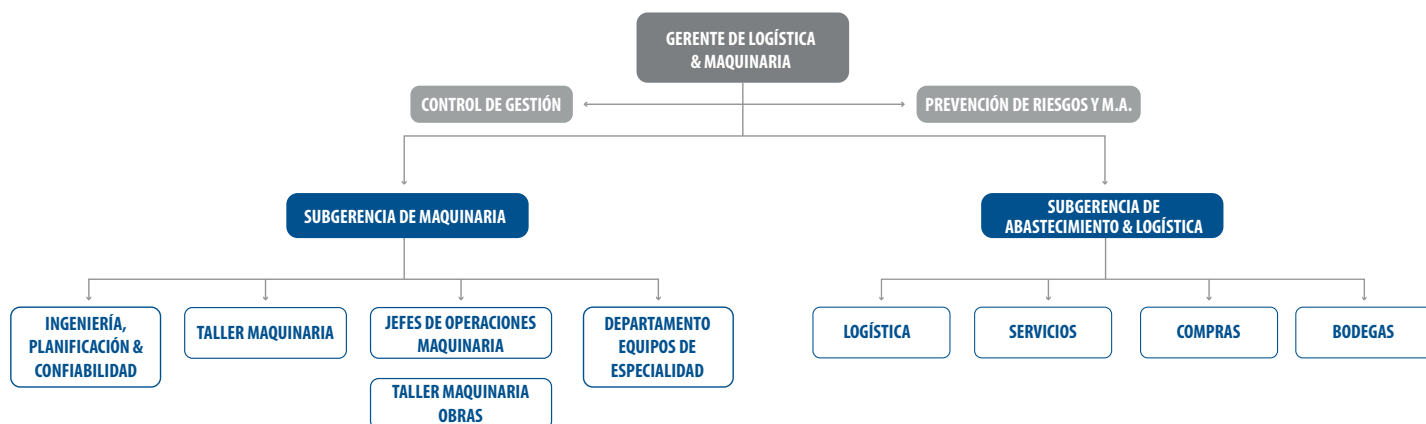 GERENTE DE LOGÍSTICA
& MAQUINARIA
CONTROL DE GESTIÓN
PREVENCIÓN DE RIESGOS Y M.A.
SUBGERENCIA DE MAQUINARIA
SUBGERENCIA DE
ABASTECIMIENTO & LOGÍSTICA
INGENIERÍA,
PLANIFICACIÓN &
CONFIABILIDAD
TALLER MAQUINARIA
JEFES DE OPERACIONES
MAQUINARIA
TALLER MAQUINARIA
OBRAS
DEPARTAMENTO
EQUIPOS DE
ESPECIALIDAD
LOGÍSTICA
SERVICIOS
COMPRAS
BODEGAS